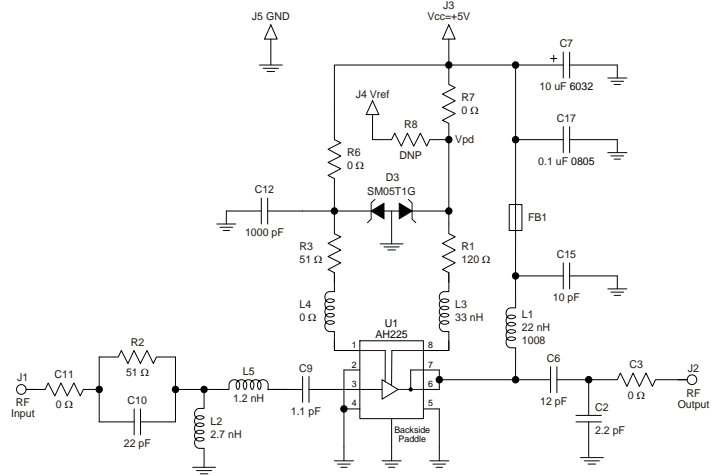 J3
J5 GND
Vcc=+5V
C7
+
10 uF 6032
R7
0 Ω
J4 Vref
R8
DNP
Vpd
C17
0.1 uF 0805
R6
0 Ω
D3
SM05T1G
C12
1000 pF
FB1
R3
51 Ω
R1
120 Ω
C15
10 pF
L4
0 Ω
L3
33 nH
L1
22 nH
1008
U1
AH225
1
8
2
7
3
6
4
5
Backside
Paddle
R2
51 Ω
J1
RF
Input
C11
0 Ω
C10
22 pF
L5
1.2 nH
C9
1.1 pF
L2
2.7 nH
C6
12 pF
C3
0 Ω
J2
RF
Output
C2
2.2 pF